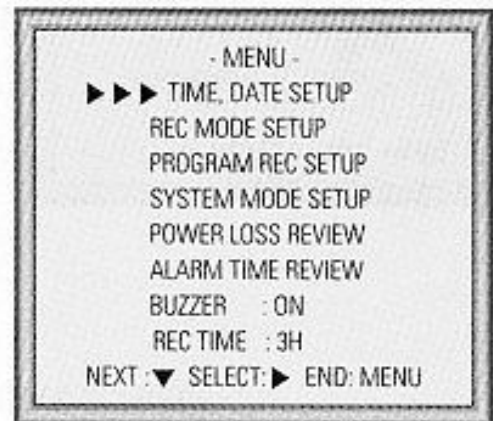 - MENU -
▶ ▶ ▶ TIME, DATE SETUP
REC MODE SETUP
PROGRAM REC SETUP
SYSTEM MODE SETUP
POWER LOSS REVIEW
ALARM TIME REVIEW
BUZZER : ON
REC TIME : 3H
NEXT :▼ SELECT:▶ END: MENU